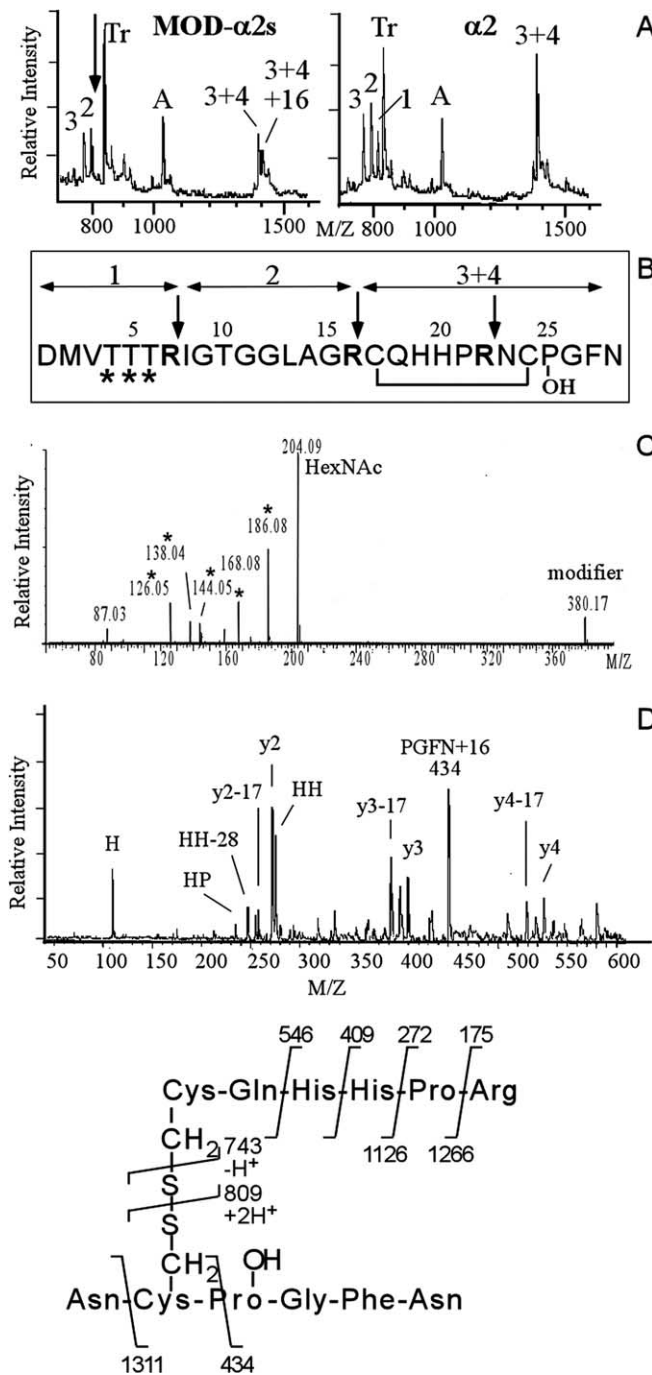 MOD-α2s
α2
A
Relative Intensity
Tr
3
2
A
3+4
3+4
+16
Tr
3
2
1
A
3+4
800
1000
1500
M/Z
800
1000
1500
B
1
2
3+4
5
10
15
20
25
DMVTTTRIGTGGLAGRCQHHPRNCPGFN
* * *
OH
C
Relative Intensity
204.09
HexNAc
*
186.08
*
138.04
*
126.05
*
144.05
168.08
*
87.03
modifier
380.17
80
120
160
200
240
280
320
360
M/Z
D
Relative Intensity
y2
PGFN+16
434
y2-17
HH
y3-17
y4-17
H
HH-28
y3
y4
HP
50
100
150
200
250
300
350
400
450
500
550
600
M/Z
546
409
272
175
Cys-Gln-His-His-Pro-Arg
CH2
743
-H+
1126
1266
S
809
+2H+
S
CH2
OH
Asn-Cys-Pro-Gly-Phe-Asn
1311
434